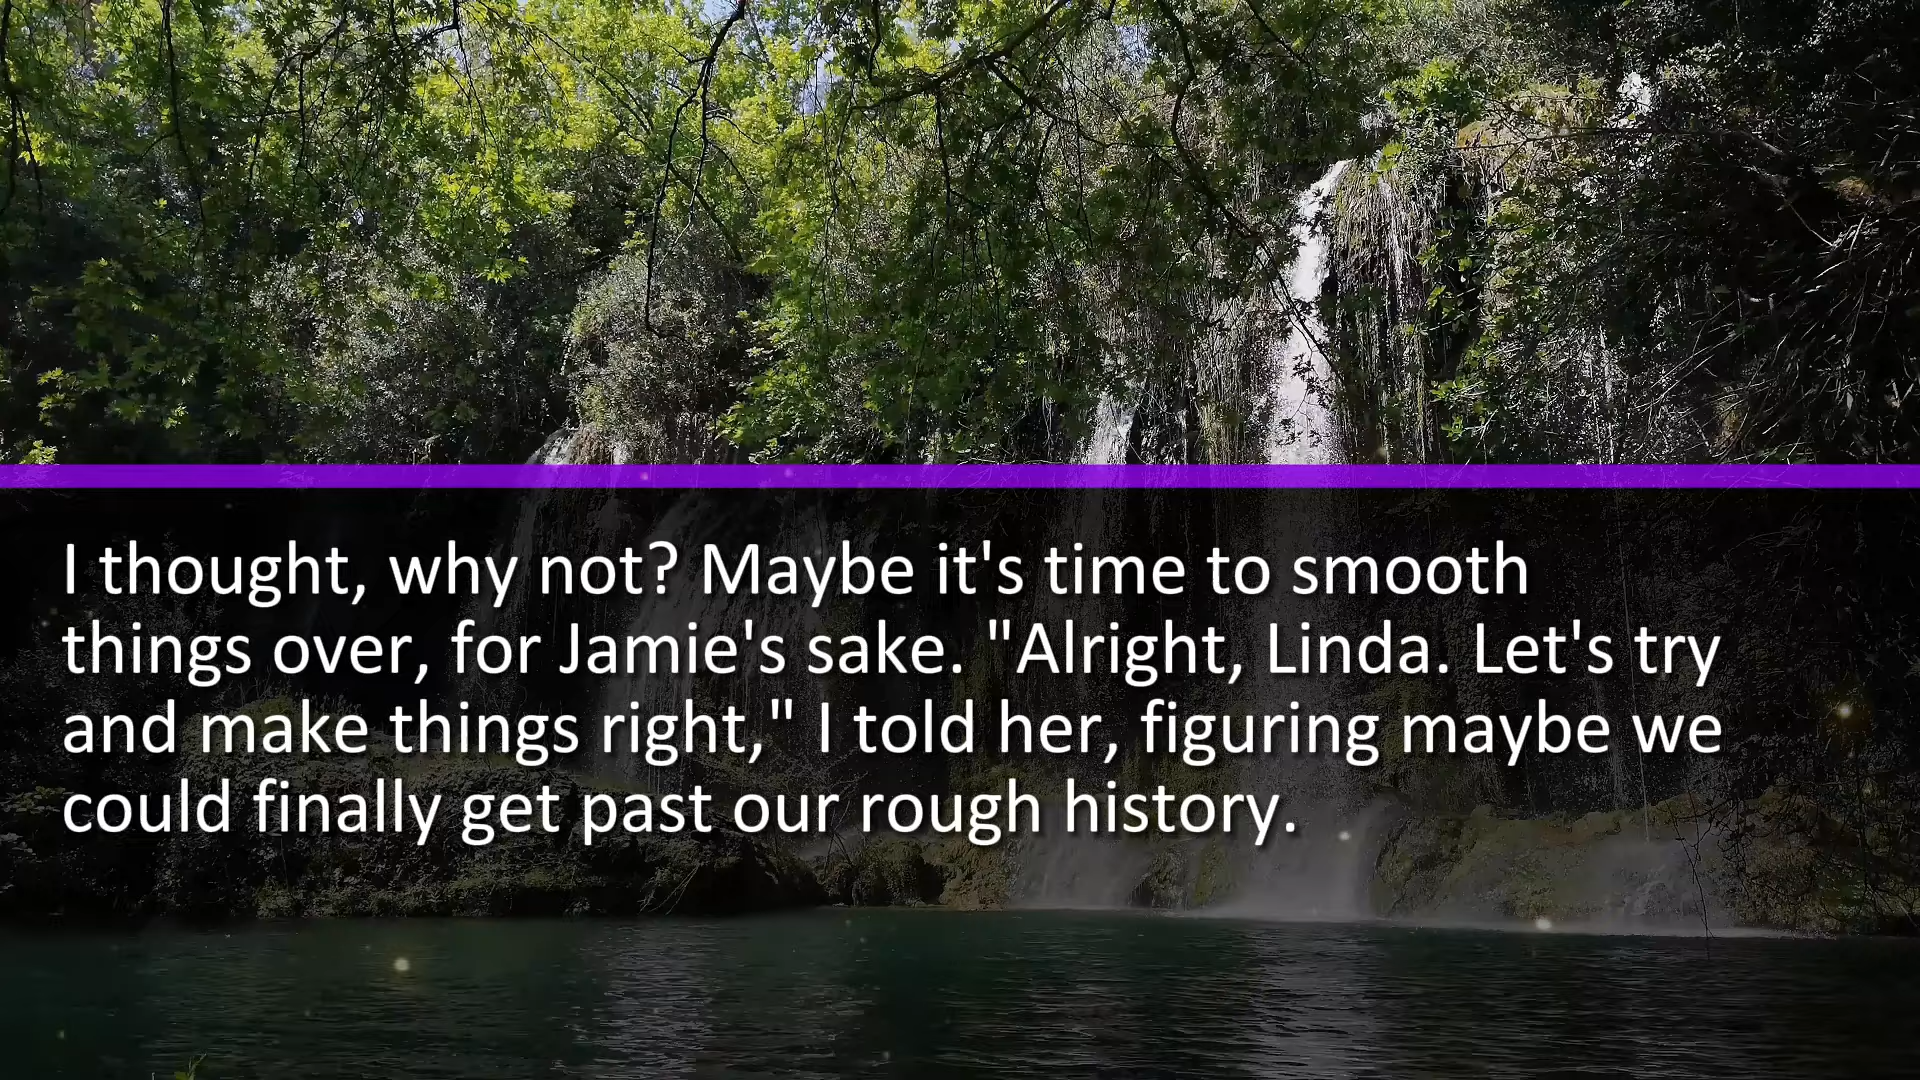 I thought, why not? Maybe it's time to smooth
things over, for Jamie's sake. "Alright, Linda. Let's try
and make things right," I told her, figuring maybe we
could finally get past our rough history.